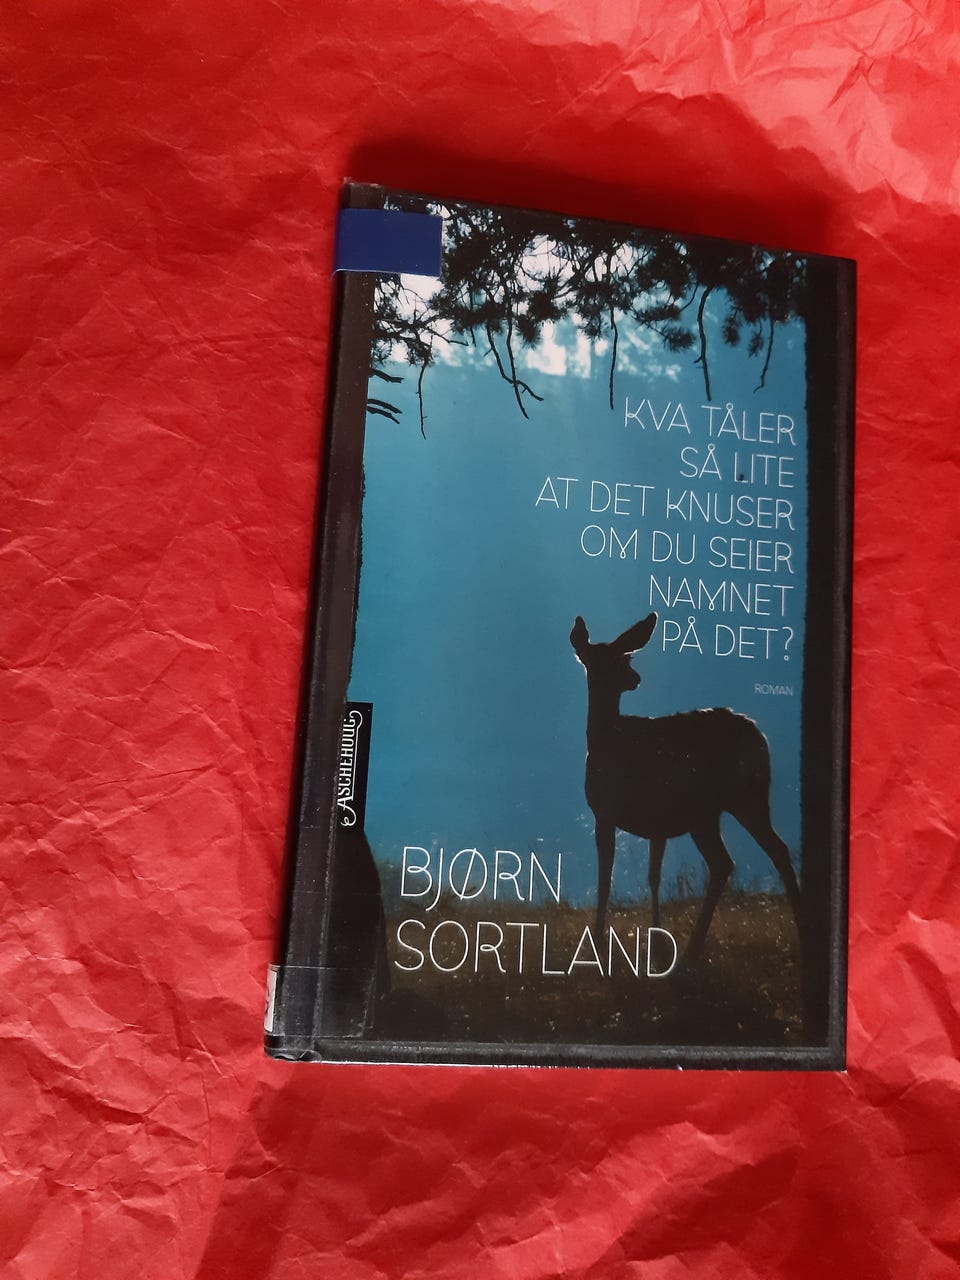 KVA TÅLER
SÅ LITE
AT DET KNUSER
OM DU SEIER
NAMNET
PÅ DET?
ROMAN
ASCHEHOUG
BJØRN
SORTLAND